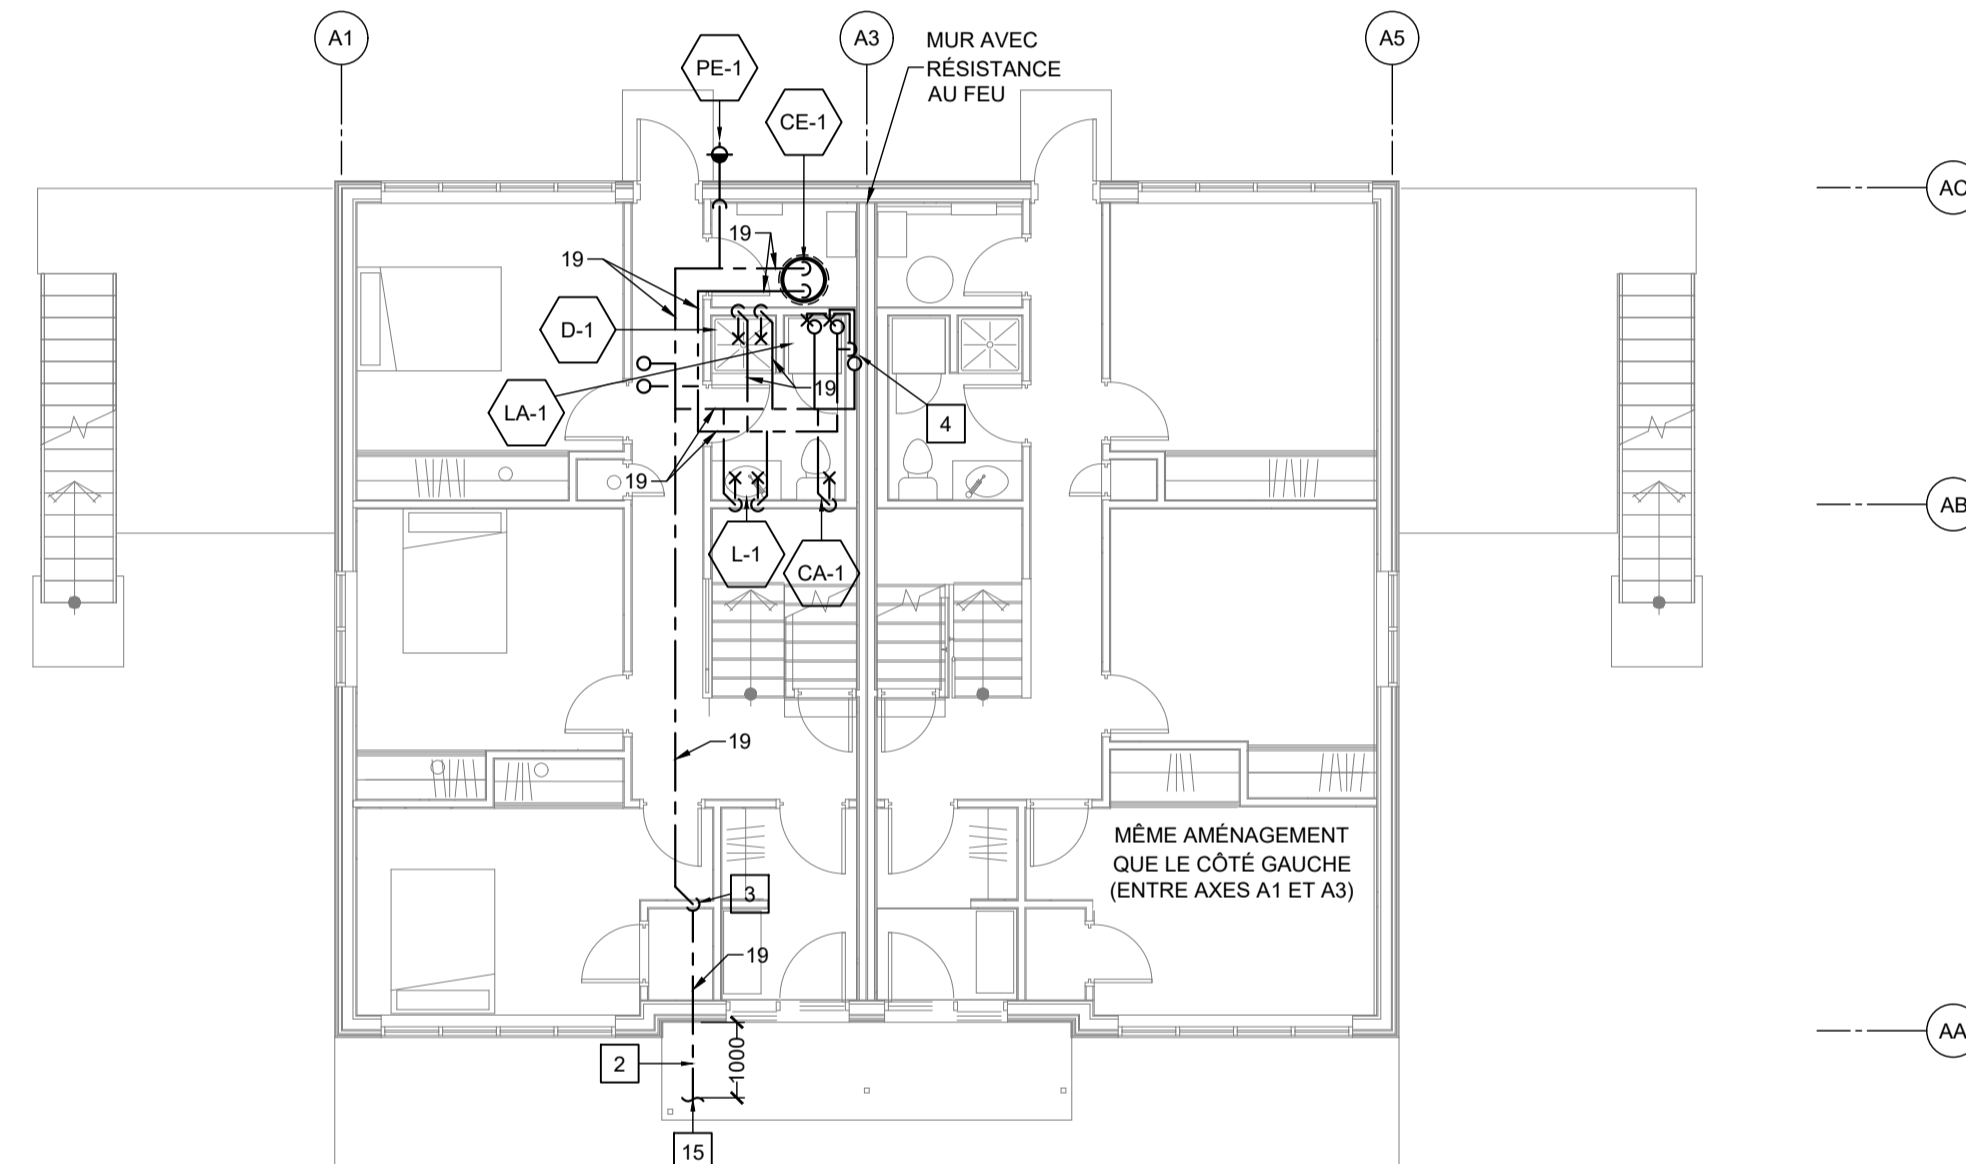 A1
A3
A5
MUR AVEC
RÉSISTANCE
AU FEU
PE-1
CE-1
AC
19
19
D-1
LA-1
19
4
19
AB
L-1
CA-1
19
MÊME AMÉNAGEMENT
QUE LE CÔTÉ GAUCHE
(ENTRE AXES A1 ET A3)
3
19
AA
2
1000
15